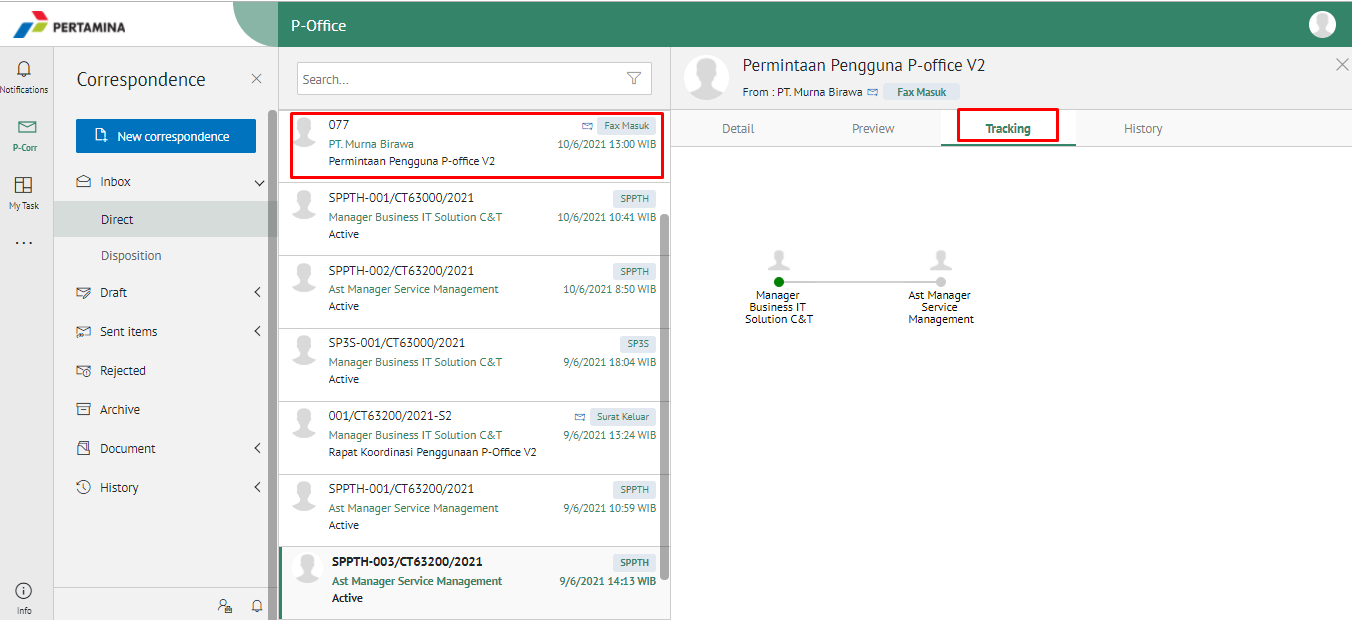 PERTAMINA
P-Office
Notifications
P-Corr
My Task
Info
Correspondence
New correspondence
Inbox
Direct
Disposition
Draft
Sent items
Rejected
Archive
Document
History
Search...
077
Fax Masuk
PT. Murna Birawa
10/6/2021 13:00 WIB
Permintaan Pengguna P-office V2
SPPTH-001/CT63000/2021
SPPTH
Manager Business IT Solution C&T
10/6/2021 10:41 WIB
Active
SPPTH-002/CT63200/2021
SPPTH
Ast Manager Service Management
10/6/2021 8:50 WIB
Active
SP3S-001/CT63000/2021
SP3S
Manager Business IT Solution C&T
9/6/2021 18:04 WIB
Active
001/CT63200/2021-S2
Surat Keluar
Manager Business IT Solution C&T
9/6/2021 13:24 WIB
Rapat Koordinasi Penggunaan P-Office V2
SPPTH-001/CT63200/2021
SPPTH
Ast Manager Service Management
9/6/2021 10:59 WIB
Active
SPPTH-003/CT63200/2021
SPPTH
Ast Manager Service Management
9/6/2021 14:13 WIB
Active
Permintaan Pengguna P-office V2
From : PT. Murna Birawa
Fax Masuk
Detail
Preview
Tracking
History
Manager
Business IT
Solution C&T
Ast Manager
Service
Management